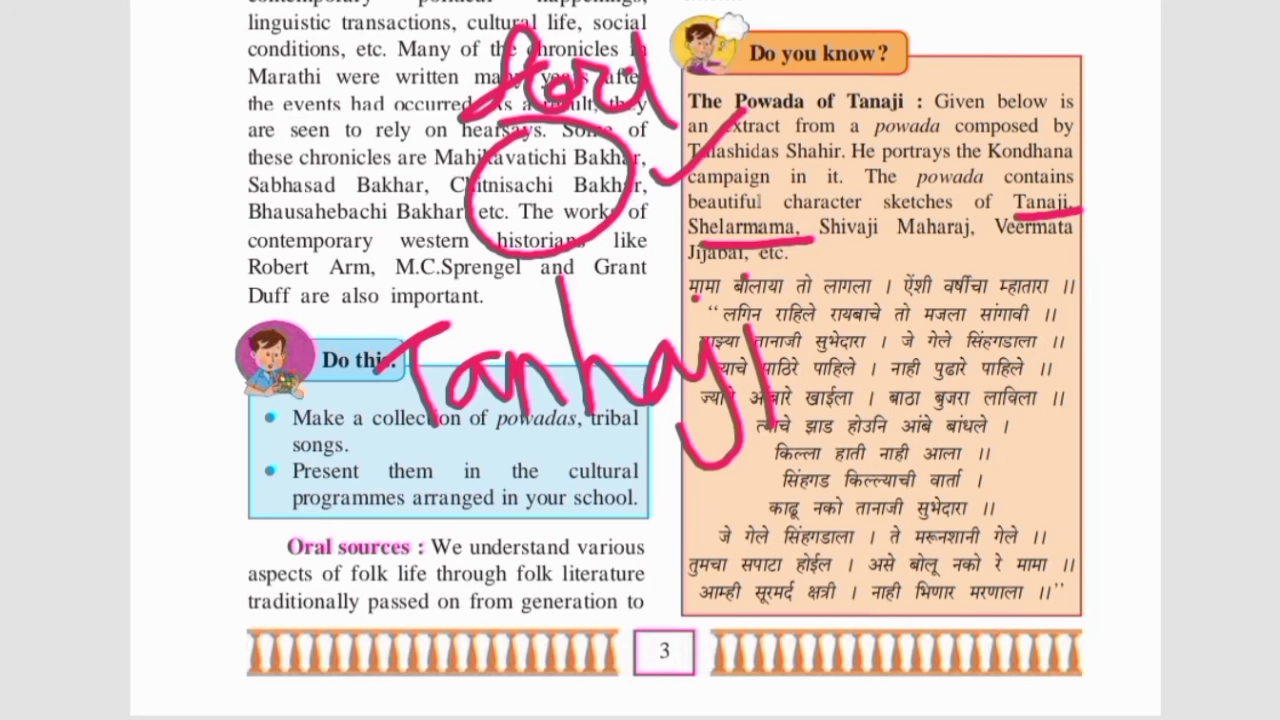 contemporary political happenings,
linguistic transactions, cultural life, social
conditions, etc. Many of the chronicles in
Marathi were written many years after
the events had occurred. As a result, they
are seen to rely on hearsays. Some of
these chronicles are Mahikavatichi Bakhar,
Sabhasad Bakhar, Chitnisachi Bakhar,
Bhausahebachi Bakhar etc. The works of
contemporary western historians like
Robert Arm, M.C.Sprengel and Grant
Duff are also important.
Do this.
• Make a collection of powadas, tribal
songs.
• Present them in the cultural
programmes arranged in your school.
Oral sources : We understand various
aspects of folk life through folk literature
traditionally passed on from generation to
Tanhaji
Do you know?
The Powada of Tanaji : Given below is
an extract from a powada composed by
Tulashidas Shahir. He portrays the Kondhana
campaign in it. The powada contains
beautiful character sketches of Tanaji,
Shelarmama, Shivaji Maharaj, Veermata
Jijabai, etc.
मामा बोलाया तो लागला । ऐंशी वर्षीचा म्हातारा ।।
“ लगिन राहिले रायबाचे तो मजला सांगावी ।।
माझ्या तानाजी सुभेदारा । जे गेले सिंहगडाला ।।
त्याचे पाठिरे पाहिले । नाही पुढारे पाहिले ।।
ज्याने आंबारे खाईला । बाठा बुजरा लाविला ।।
त्याचे झाड होउनि आंबे बांधले ।
किल्ला हाती नाही आला ।।
सिंहगड किल्ल्याची वार्ता ।
काढू नको तानाजी सुभेदारा ।।
जे गेले सिंहगडाला । ते मरूनशानी गेले ।।
तुमचा सपाटा होईल । असे बोलू नको रे मामा ।।
आम्ही सूरमर्द क्षत्री । नाही भिणार मरणाला ।।”
3